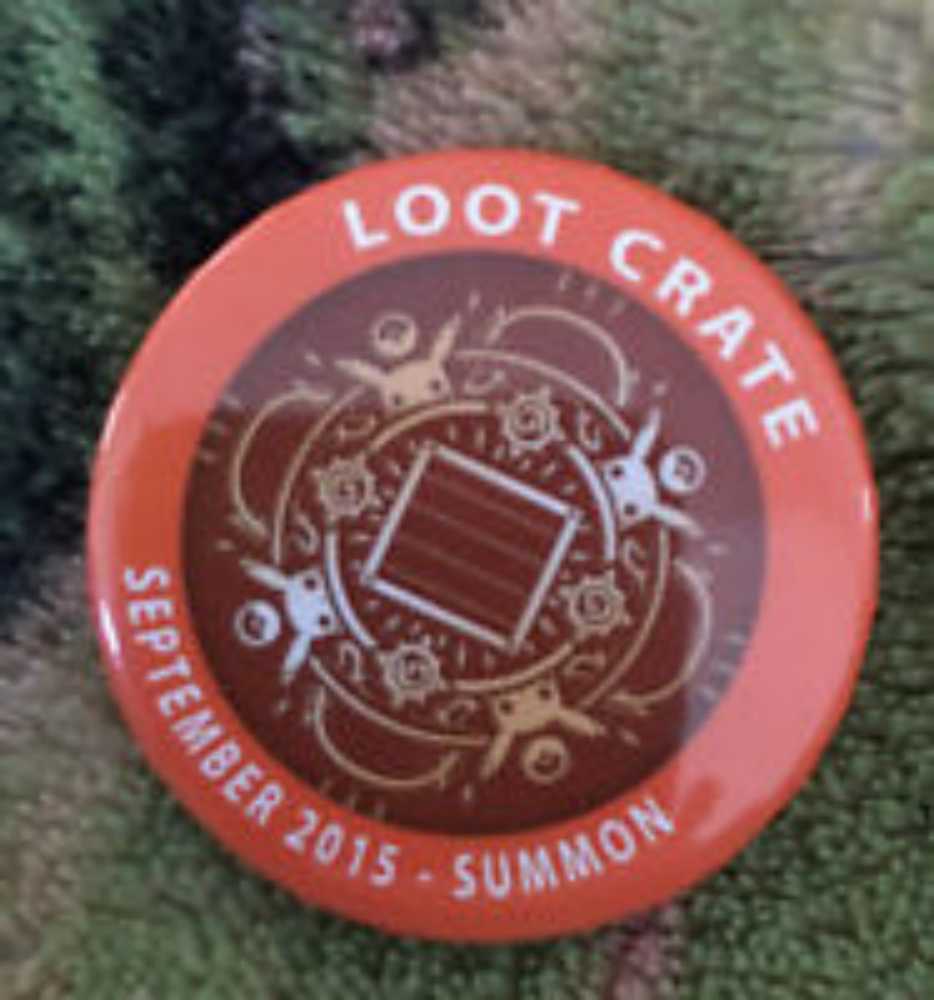 LOOT CRATE
SEPTEMBER 2015 - SUMMON